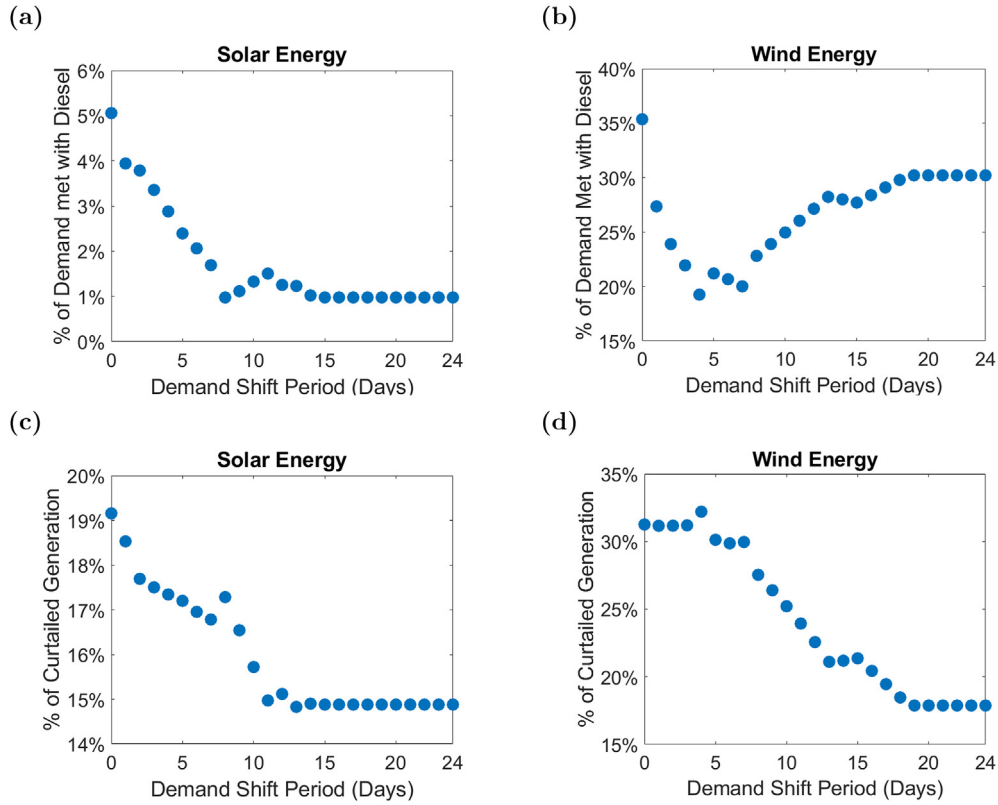 (a)
Solar Energy
6%
5%
4%
3%
2%
1%
0%
% of Demand met with Diesel
0 5 10 15 20 24
Demand Shift Period (Days)
(b)
Wind Energy
40%
35%
30%
25%
20%
15%
% of Demand Met with Diesel
0 5 10 15 20 24
Demand Shift Period (Days)
(c)
Solar Energy
20%
19%
18%
17%
16%
15%
14%
% of Curtailed Generation
0 5 10 15 20 24
Demand Shift Period (Days)
(d)
Wind Energy
35%
30%
25%
20%
15%
% of Curtailed Generation
0 5 10 15 20 24
Demand Shift Period (Days)